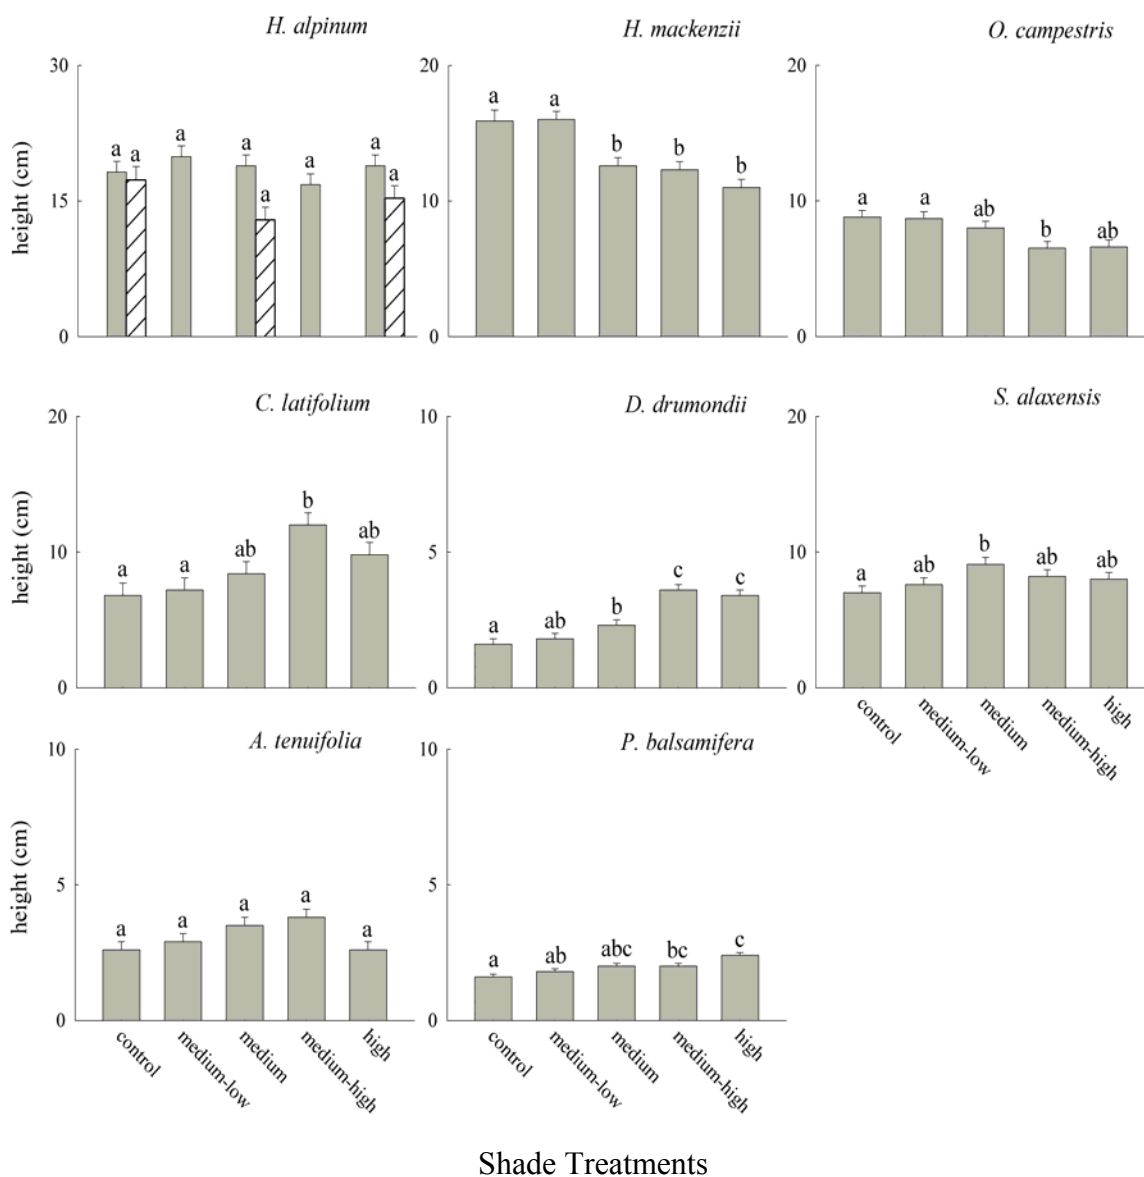 H. alpinum
H. mackenzii
O. campestris
30
15
0
height (cm)
a a a a a a a a
20
10
0
a a b b b
20
10
0
a a ab b ab
C. latifolium
D. drumondii
S. alaxensis
20
10
0
height (cm)
a a ab b ab
10
5
0
a ab b c c
20
10
0
a ab b ab ab
control
medium-low
medium
medium-high
high
A. tenuifolia
P. balsamifera
10
5
0
height (cm)
a a a a a
control
medium-low
medium
medium-high
high
10
5
0
a ab abc bc c
control
medium-low
medium
medium-high
high
Shade Treatments